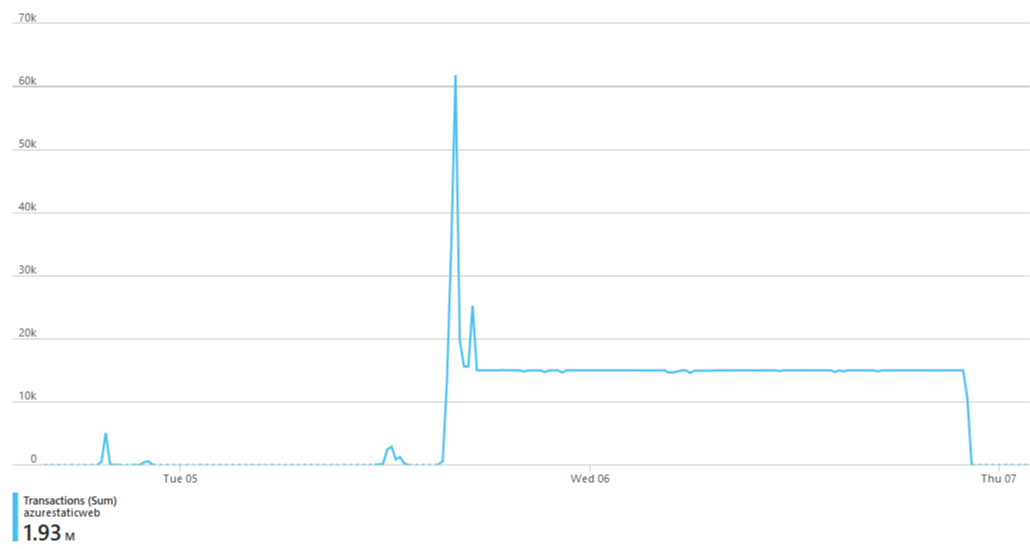 70k
60k
50k
40k
30k
20k
10k
0
Tue 05 Wed 06 Thu 07
Transactions (Sum)
azurestaticweb
1.93 M